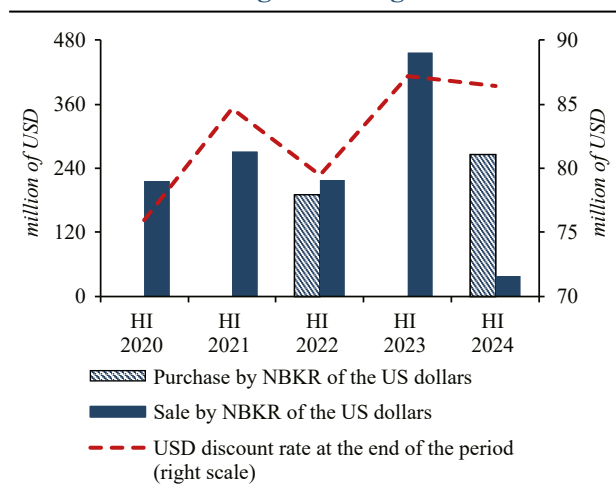 480
360
240
120
0
million of USD
90
85
80
75
70
million of USD
HI HI HI HI HI
2020 2021 2022 2023 2024
Purchase by NBKR of the US dollars
Sale by NBKR of the US dollars
USD discount rate at the end of the period
(right scale)